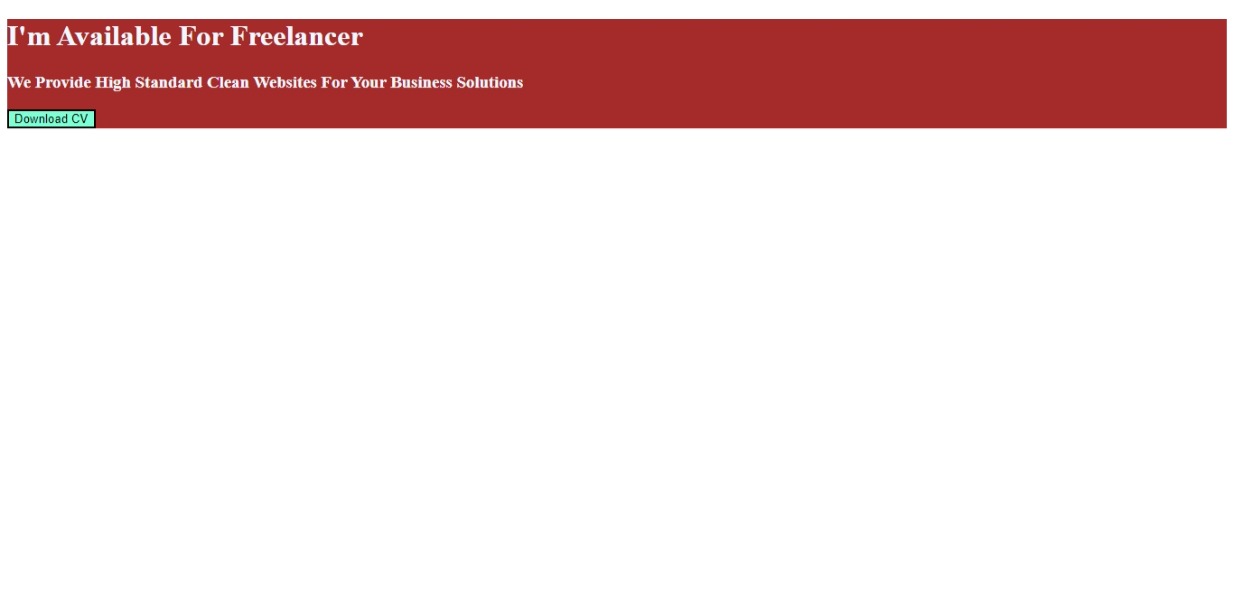 I'm Available For Freelancer
We Provide High Standard Clean Websites For Your Business Solutions
Download CV